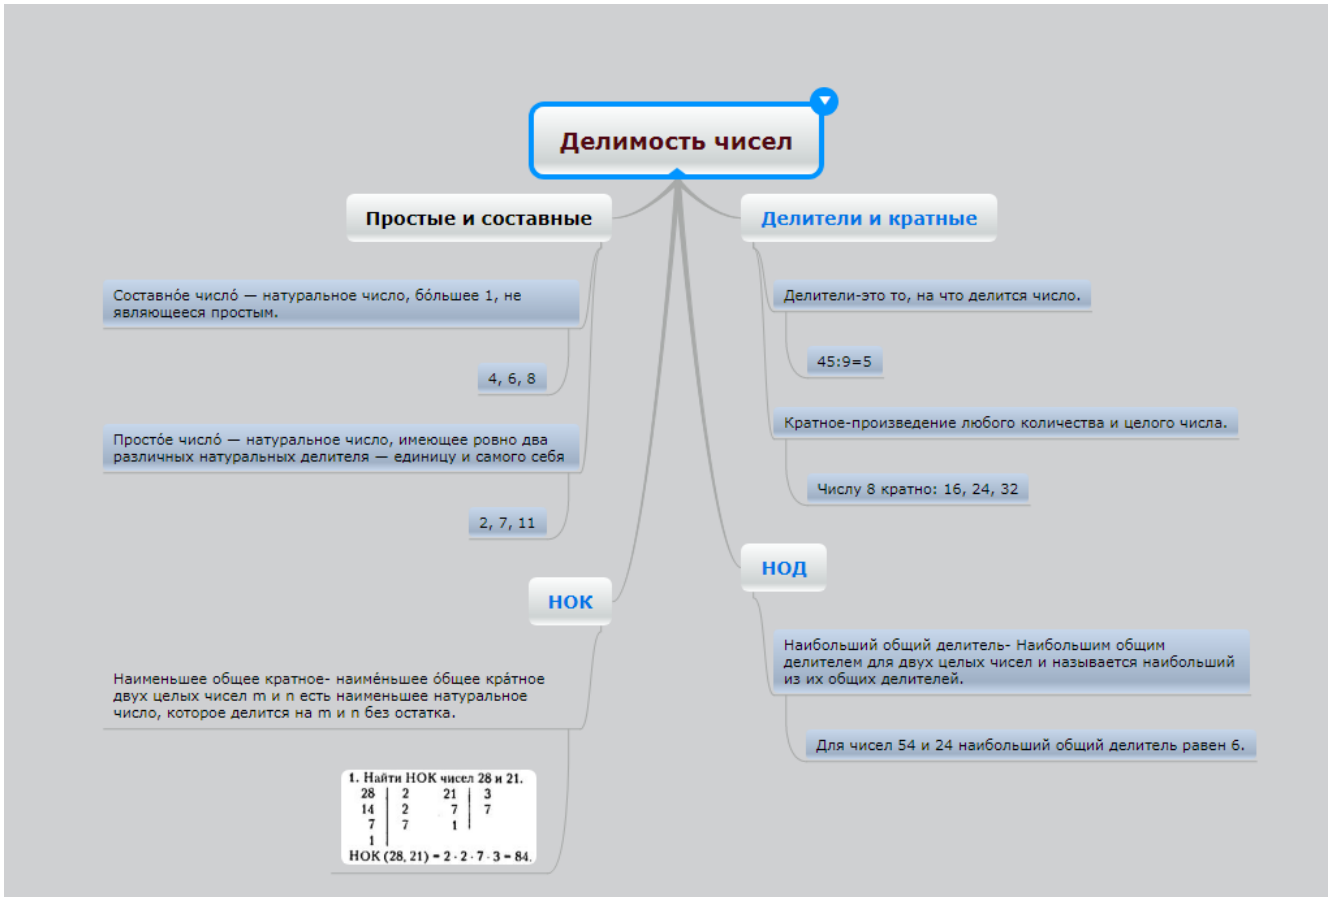 Делимость чисел
Простые и составные
Составно́е число́ — натуральное число, бо́льшее 1, не
являющееся простым.
4, 6, 8
Просто́е число́ — натуральное число, имеющее ровно два
различных натуральных делителя — единицу и самого себя
2, 7, 11
НОК
Наименьшее общее кратное- наиме́ньшее о́бщее кра́тное
двух целых чисел m и n есть наименьшее натуральное
число, которое делится на m и n без остатка.
1. Найти НОК чисел 28 и 21.
28 | 2 21 | 3
14 | 2 7 | 7
7 | 7 1 |
1 |
НОК (28, 21) = 2 · 2 · 7 · 3 = 84.
Делители и кратные
Делители-это то, на что делится число.
45:9=5
Кратное-произведение любого количества и целого числа.
Числу 8 кратно: 16, 24, 32
НОД
Наибольший общий делитель- Наибольшим общим
делителем для двух целых чисел и называется наибольший
из их общих делителей.
Для чисел 54 и 24 наибольший общий делитель равен 6.